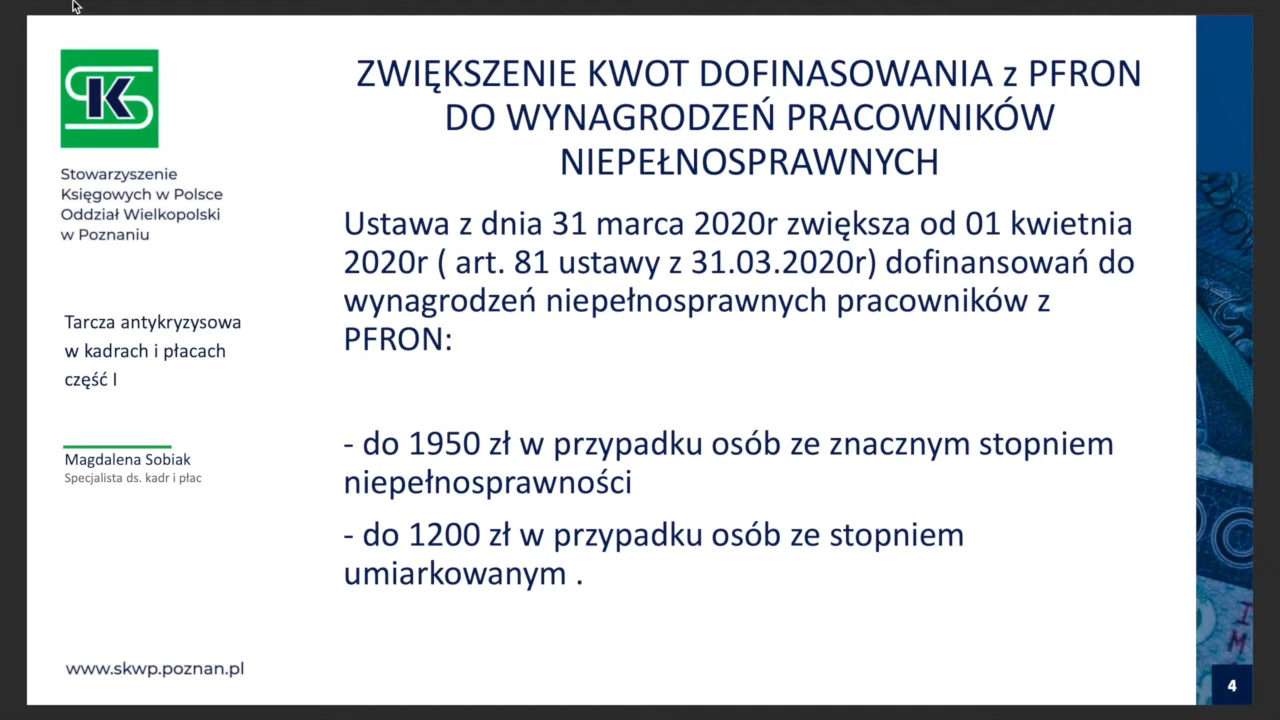 ZWIĘKSZENIE KWOT DOFINASOWANIA z PFRON
DO WYNAGRODZEŃ PRACOWNIKÓW
NIEPEŁNOSPRAWNYCH
Stowarzyszenie
Księgowych w Polsce
Oddział Wielkopolski
w Poznaniu
Tarcza antykryzysowa
w kadrach i płacach
część I
Magdalena Sobiak
Specjalista ds. kadr i płac
Ustawa z dnia 31 marca 2020r zwiększa od 01 kwietnia
2020r ( art. 81 ustawy z 31.03.2020r) dofinansowań do
wynagrodzeń niepełnosprawnych pracowników z
PFRON:
- do 1950 zł w przypadku osób ze znacznym stopniem
niepełnosprawności
- do 1200 zł w przypadku osób ze stopniem
umiarkowanym .
www.skwp.poznan.pl
4